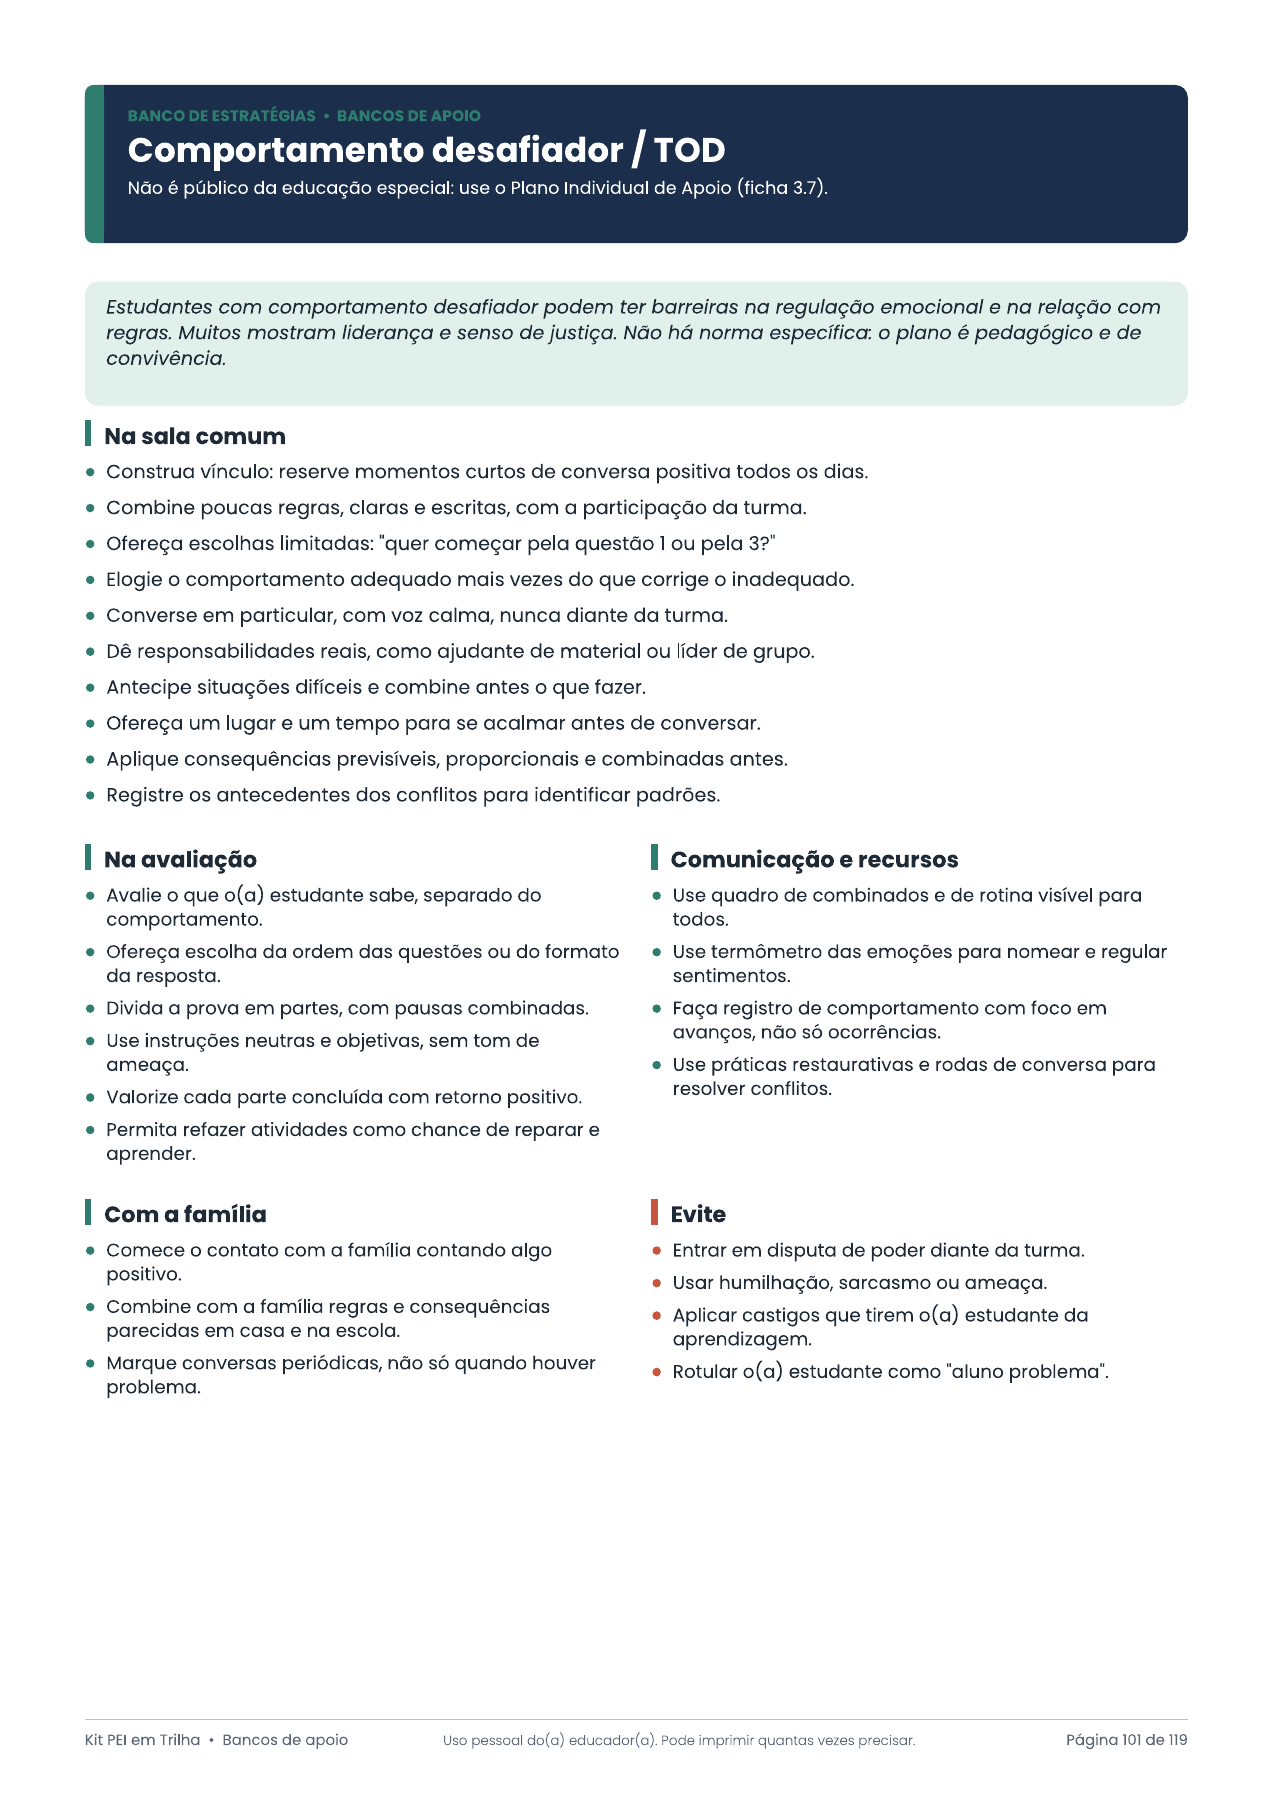 BANCO DE ESTRATÉGIAS • BANCOS DE APOIO
Comportamento desafiador / TOD
Não é público da educação especial: use o Plano Individual de Apoio (ficha 3.7).
Estudantes com comportamento desafiador podem ter barreiras na regulação emocional e na relação com
regras. Muitos mostram liderança e senso de justiça. Não há norma específica: o plano é pedagógico e de
convivência.
Na sala comum
• Construa vínculo: reserve momentos curtos de conversa positiva todos os dias.
• Combine poucas regras, claras e escritas, com a participação da turma.
• Ofereça escolhas limitadas: "quer começar pela questão 1 ou pela 3?"
• Elogie o comportamento adequado mais vezes do que corrige o inadequado.
• Converse em particular, com voz calma, nunca diante da turma.
• Dê responsabilidades reais, como ajudante de material ou líder de grupo.
• Antecipe situações difíceis e combine antes o que fazer.
• Ofereça um lugar e um tempo para se acalmar antes de conversar.
• Aplique consequências previsíveis, proporcionais e combinadas antes.
• Registre os antecedentes dos conflitos para identificar padrões.
Na avaliação
• Avalie o que o(a) estudante sabe, separado do
comportamento.
• Ofereça escolha da ordem das questões ou do formato
da resposta.
• Divida a prova em partes, com pausas combinadas.
• Use instruções neutras e objetivas, sem tom de
ameaça.
• Valorize cada parte concluída com retorno positivo.
• Permita refazer atividades como chance de reparar e
aprender.
Comunicação e recursos
• Use quadro de combinados e de rotina visível para
todos.
• Use termômetro das emoções para nomear e regular
sentimentos.
• Faça registro de comportamento com foco em
avanços, não só ocorrências.
• Use práticas restaurativas e rodas de conversa para
resolver conflitos.
Com a família
• Comece o contato com a família contando algo
positivo.
• Combine com a família regras e consequências
parecidas em casa e na escola.
• Marque conversas periódicas, não só quando houver
problema.
Evite
• Entrar em disputa de poder diante da turma.
• Usar humilhação, sarcasmo ou ameaça.
• Aplicar castigos que tirem o(a) estudante da
aprendizagem.
• Rotular o(a) estudante como "aluno problema".
Kit PEI em Trilha • Bancos de apoio
Uso pessoal do(a) educador(a). Pode imprimir quantas vezes precisar.
Página 101 de 119